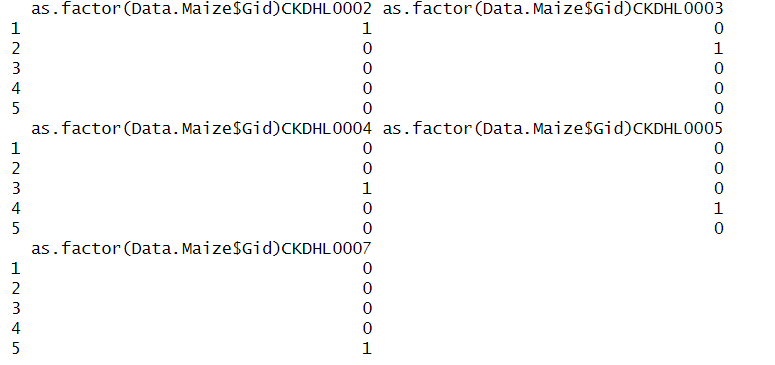 as.factor(Data.Maize$Gid)CKDHL0002 as.factor(Data.Maize$Gid)CKDHL0003
1 1 0
2 0 1
3 0 0
4 0 0
5 0 0
as.factor(Data.Maize$Gid)CKDHL0004 as.factor(Data.Maize$Gid)CKDHL0005
1 0 0
2 0 0
3 1 0
4 0 1
5 0 0
as.factor(Data.Maize$Gid)CKDHL0007
1 0
2 0
3 0
4 0
5 1